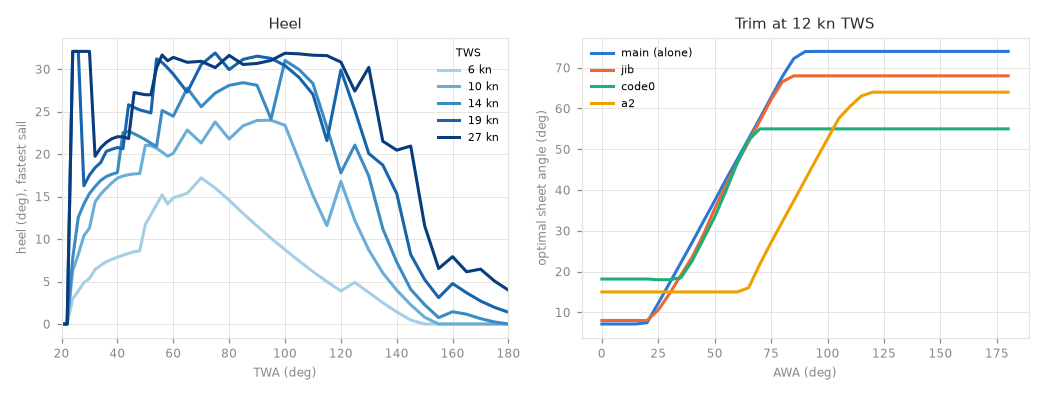 Heel
TWS
6 kn
10 kn
14 kn
19 kn
27 kn
30
25
20
15
10
5
0
20 40 60 80 100 120 140 160 180
TWA (deg)
heel (deg), fastest sail
Trim at 12 kn TWS
main (alone)
jib
code0
a2
70
60
50
40
30
20
10
0 25 50 75 100 125 150 175
AWA (deg)
optimal sheet angle (deg)